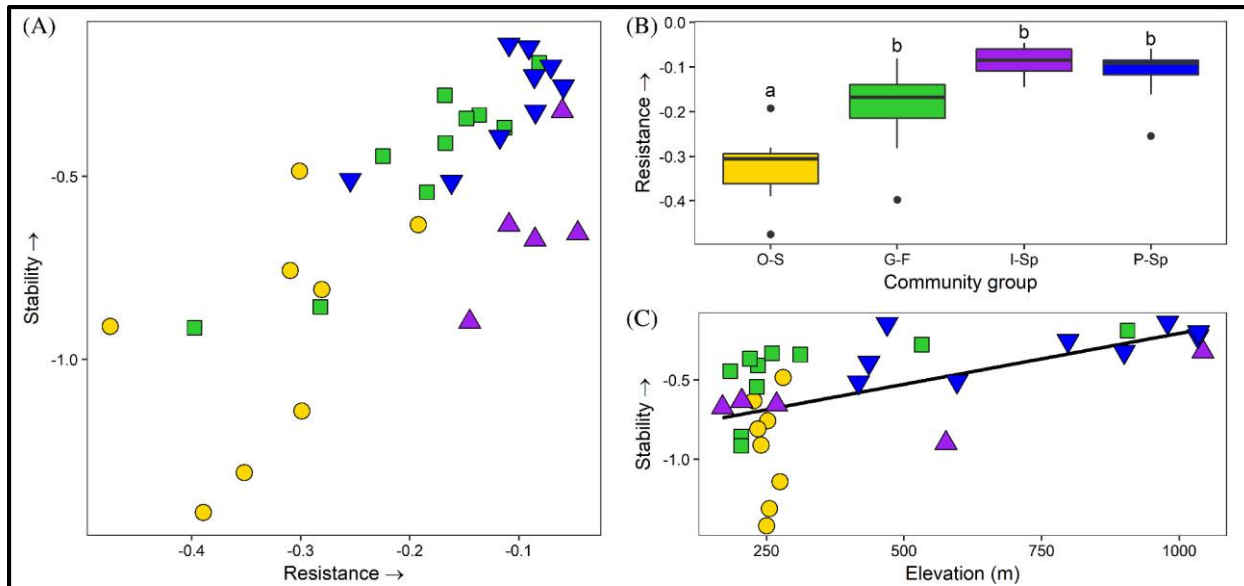 (A)
-0.5
-1.0
Stability →
-0.4
-0.3
-0.2
-0.1
Resistance →
(B)
0.0
-0.1
-0.2
-0.3
-0.4
Resistance →
a
b
b
b
O-S
G-F
I-Sp
P-Sp
Community group
(C)
-0.5
-1.0
Stability →
250
500
750
1000
Elevation (m)